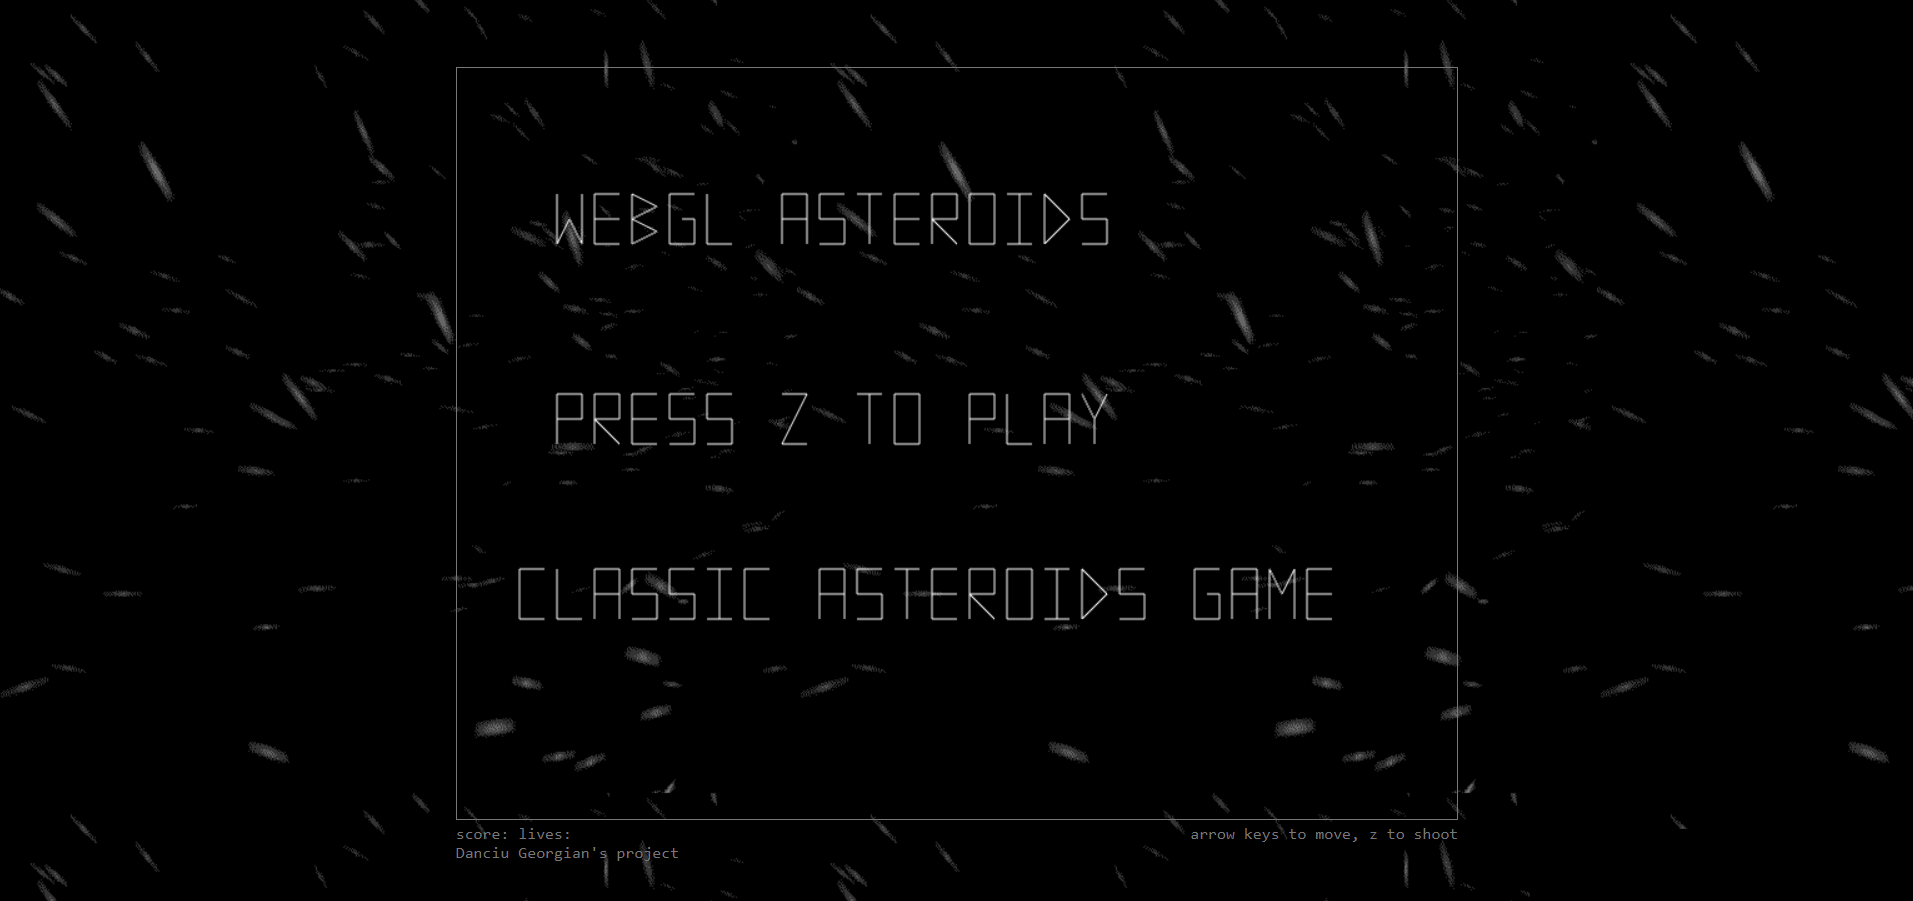 WEBGL ASTEROIDS
PRESS Z TO PLAY
CLASSIC ASTEROIDS GAME
score: lives:
arrow keys to move, z to shoot
Danciu Georgian's project